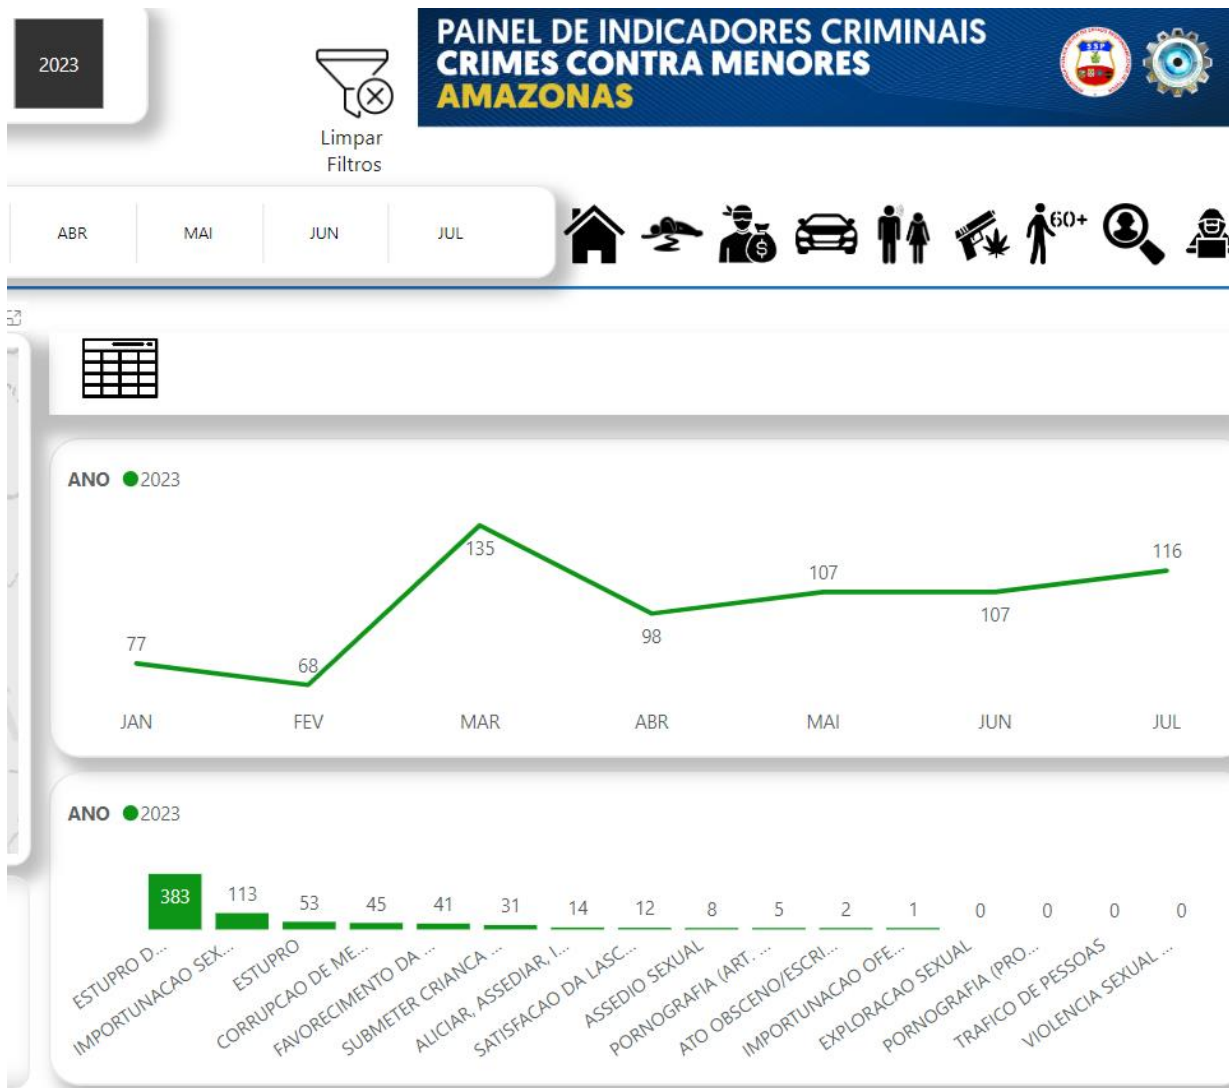 2023
Limpar
Filtros
PAINEL DE INDICADORES CRIMINAIS
CRIMES CONTRA MENORES
AMAZONAS
SSP
ABR MAI JUN JUL
60+
$
ANO 2023
77 68 135 98 107 107 116
JAN FEV MAR ABR MAI JUN JUL
ANO 2023
383 113 53 45 41 31 14 12 8 5 2 1 0 0 0 0
ESTUPRO D...
IMPORTUNACAO SEX...
ESTUPRO
CORRUPCAO DE ME...
FAVORECIMENTO DA ...
SUBMETER CRIANCA ...
ALICIAR, ASSEDIAR, I...
SATISFACAO DA LASC...
ASSEDIO SEXUAL
PORNOGRAFIA (ART. ...
ATO OBSCENO/ESCRI...
IMPORTUNACAO OFE...
EXPLORACAO SEXUAL
PORNOGRAFIA (PRO...
TRAFICO DE PESSOAS
VIOLENCIA SEXUAL ...